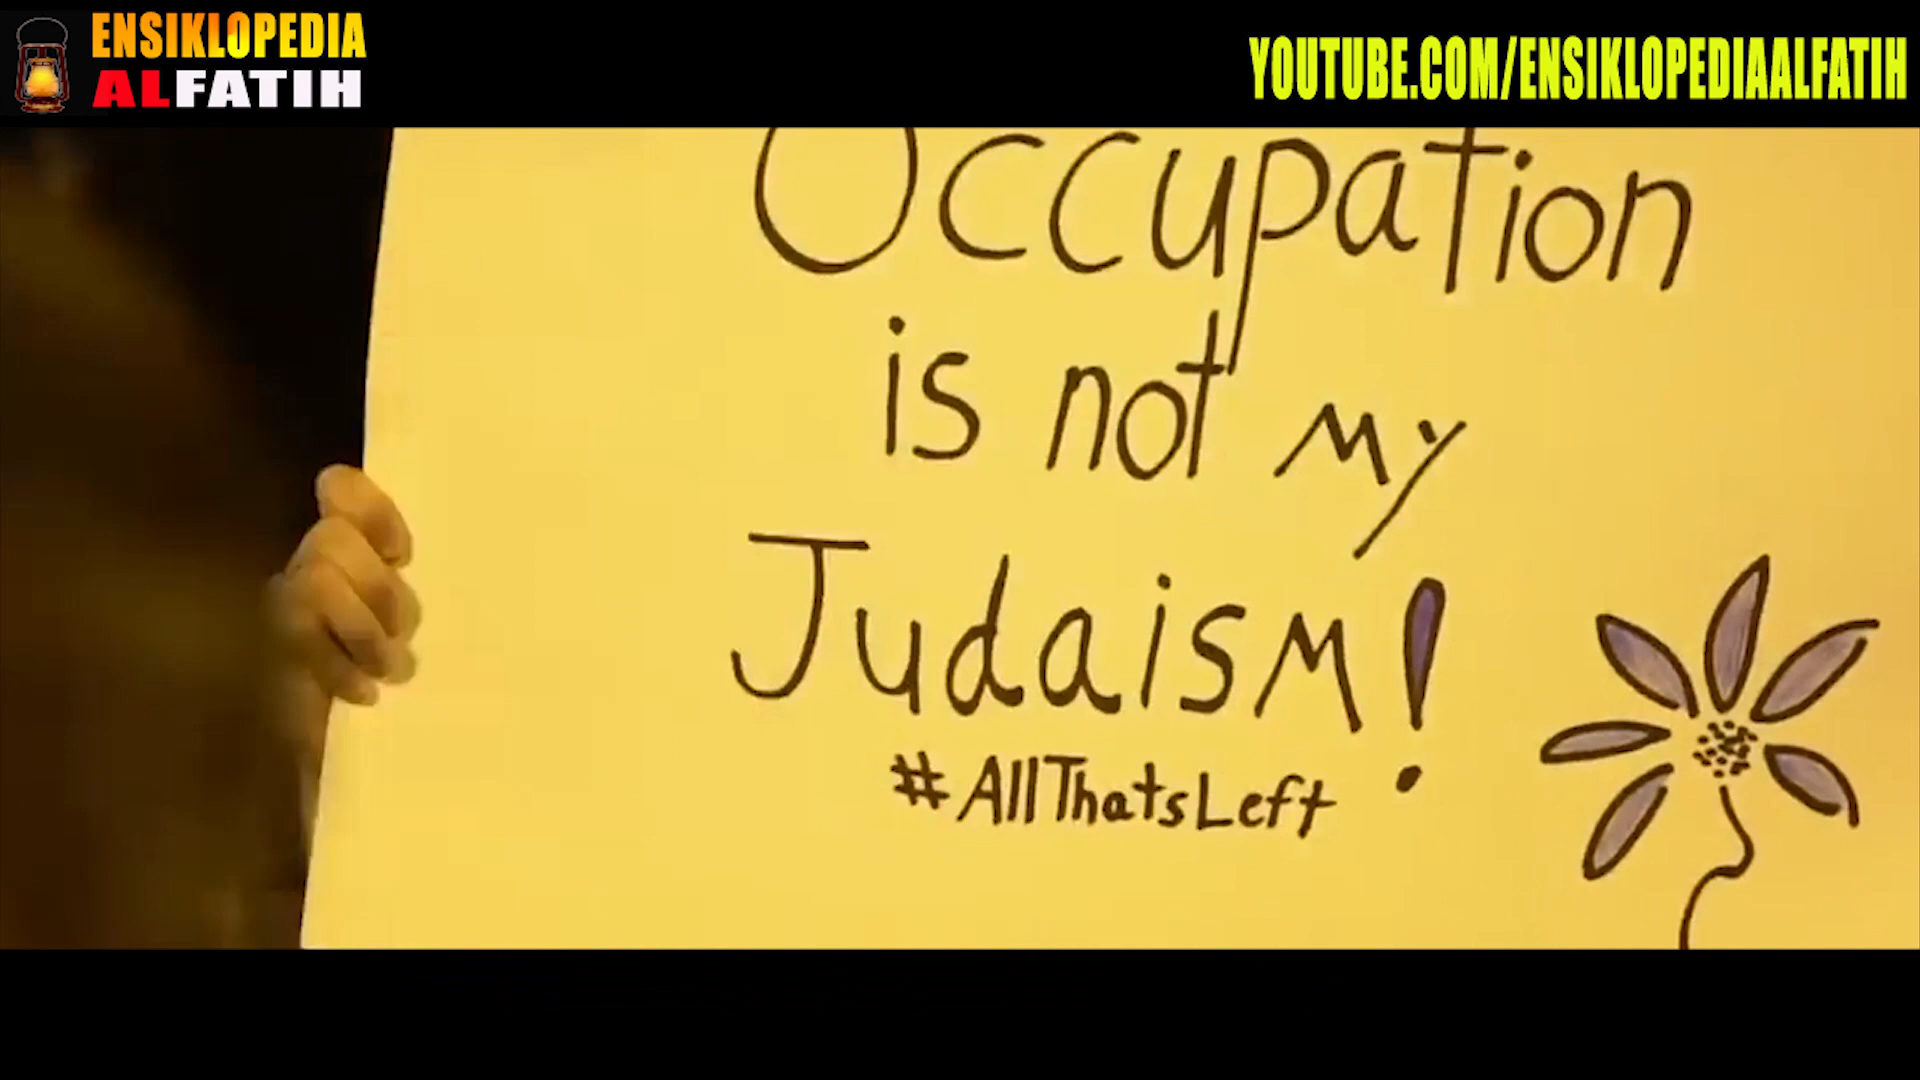 ENSIKLOPEDIA
ALFATIH
YOUTUBE.COM/ENSIKLOPEDIAALFATIH
Occupation
is not my
Judaism!
#AllThatsLeft